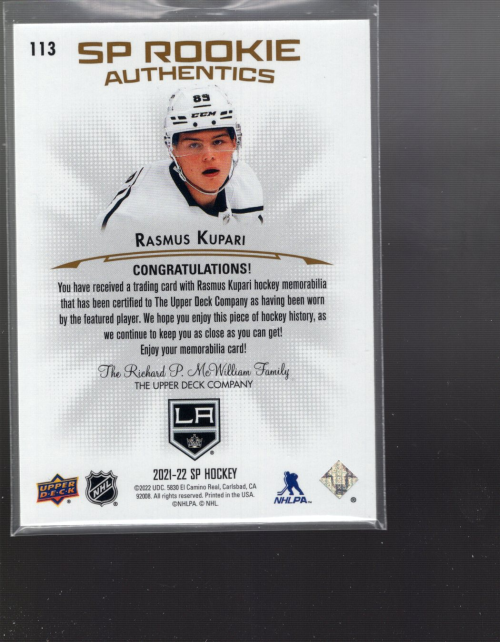 113
SP ROOKIE
AUTHENTICS
89
CCM
89
RASMUS KUPARI
CONGRATULATIONS!
You have received a trading card with Rasmus Kupari hockey memorabilia
that has been certified to The Upper Deck Company as having been worn
by the featured player. We hope you enjoy this piece of hockey history, as
we continue to keep you as close as you can get!
Enjoy your memorabilia card!
The Richard P. McWilliam Family
THE UPPER DECK COMPANY
LA
2021-22 SP HOCKEY
©2022 UDC. 5830 El Camino Real, Carlsbad, CA
92008. All rights reserved. Printed in the USA.
©NHLPA. © NHL.
UPPER
DECK
NHL
NHLPA